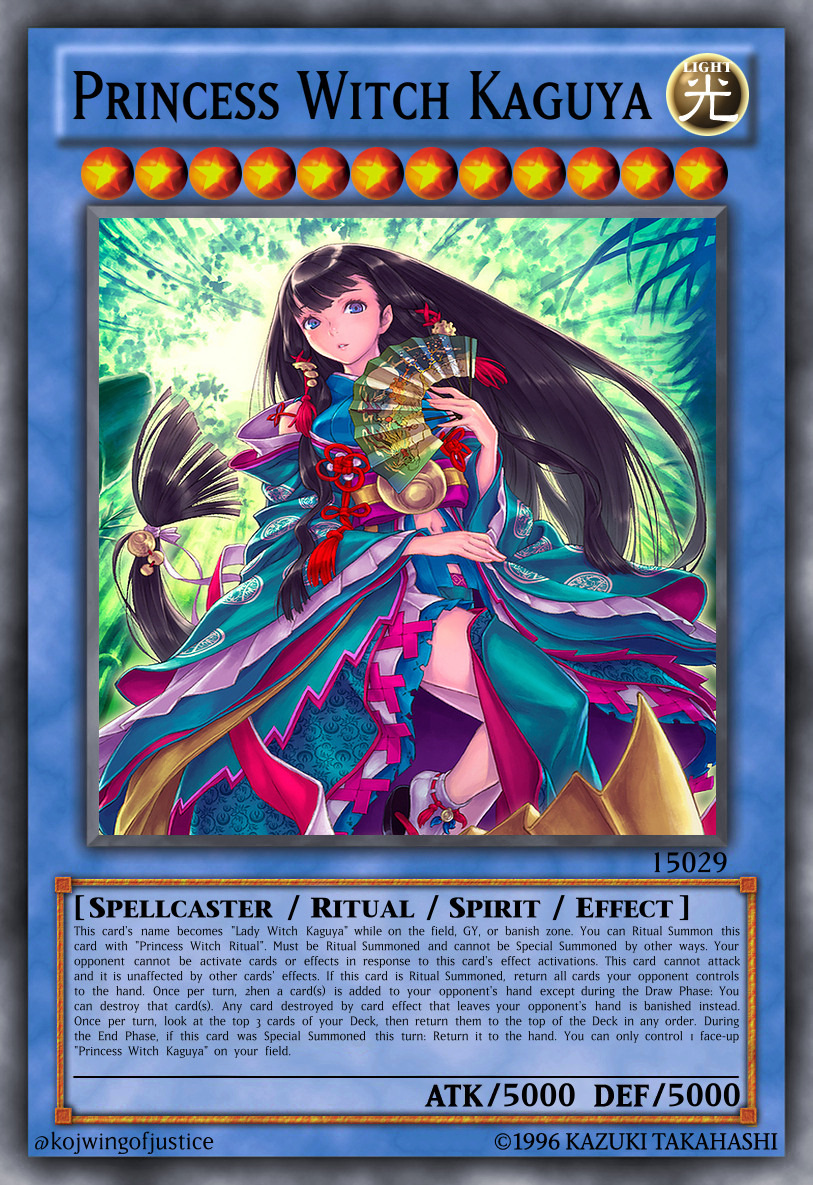 Princess Witch Kaguya
LIGHT
光
15029
[Spellcaster / Ritual / Spirit / Effect]
This card's name becomes "Lady Witch Kaguya" while on the field, GY, or banish zone. You can Ritual Summon this
card with "Princess Witch Ritual". Must be Ritual Summoned and cannot be Special Summoned by other ways. Your
opponent cannot be activate cards or effects in response to this card's effect activations. This card cannot attack
and it is unaffected by other cards' effects. If this card is Ritual Summoned, return all cards your opponent controls
to the hand. Once per turn, 2hen a card(s) is added to your opponent's hand except during the Draw Phase: You
can destroy that card(s). Any card destroyed by card effect that leaves your opponent's hand is banished instead.
Once per turn, look at the top 3 cards of your Deck, then return them to the top of the Deck in any order. During
the End Phase, if this card was Special Summoned this turn: Return it to the hand. You can only control 1 face-up
"Princess Witch Kaguya" on your field.
ATK/5000 DEF/5000
@kojwingofjustice
©1996 KAZUKI TAKAHASHI